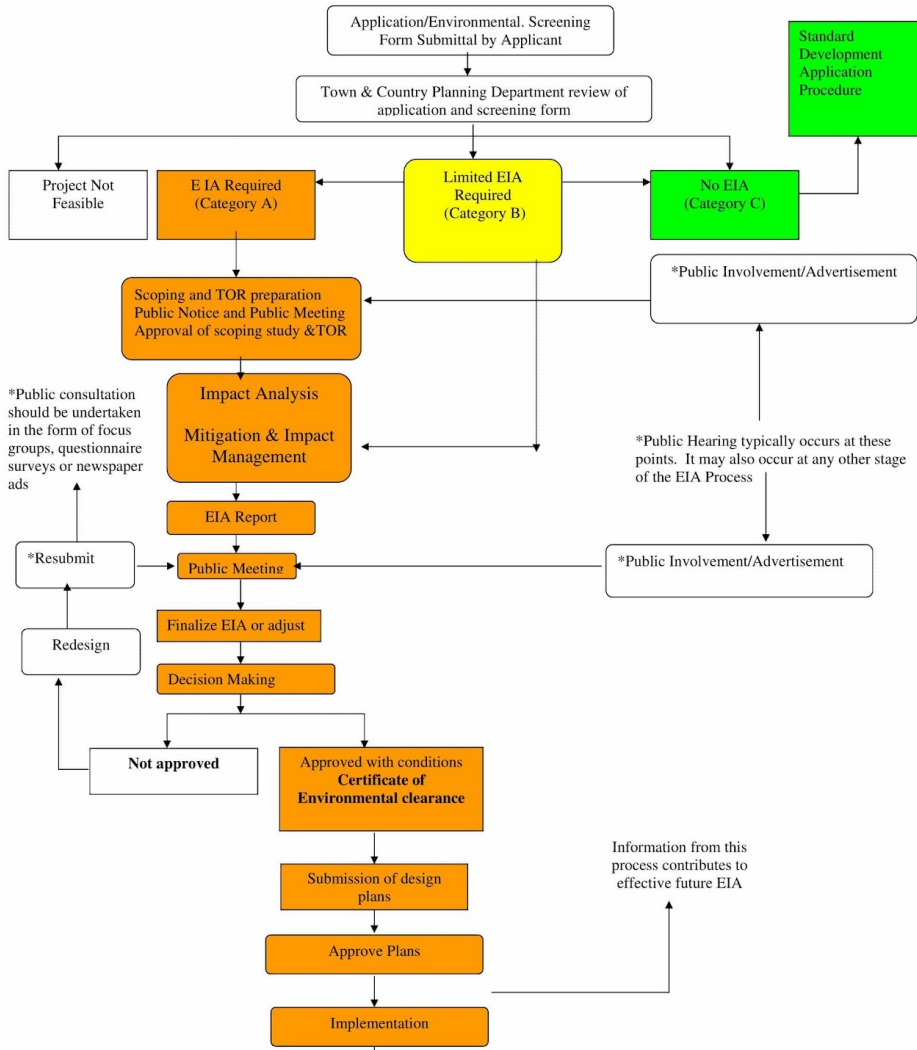 Application/Environmental. Screening
Form Submittal by Applicant
Standard
Development
Application
Procedure
Town & Country Planning Department review of
application and screening form
Project Not
Feasible
E IA Required
(Category A)
Limited EIA
Required
(Category B)
No EIA
(Category C)
*Public Involvement/Advertisement
Scoping and TOR preparation
Public Notice and Public Meeting
Approval of scoping study &TOR
*Public consultation
should be undertaken
in the form of focus
groups, questionnaire
surveys or newspaper
ads
Impact Analysis
Mitigation & Impact
Management
*Public Hearing typically occurs at these
points. It may also occur at any other stage
of the EIA Process
EIA Report
*Resubmit
Public Meeting
*Public Involvement/Advertisement
Finalize EIA or adjust
Redesign
Decision Making
Not approved
Approved with conditions
Certificate of
Environmental clearance
Information from this
process contributes to
effective future EIA
Submission of design
plans
Approve Plans
Implementation